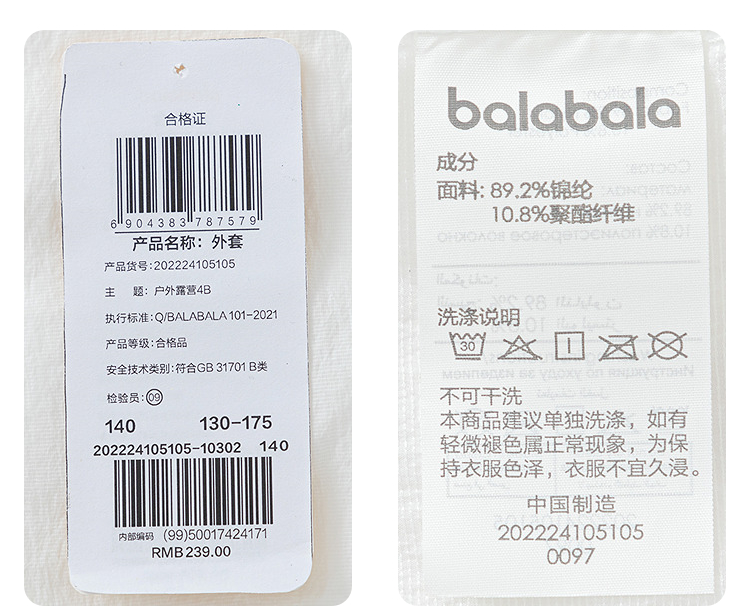 合格证
6 904383 787579
产品名称：外套
产品货号:202224105105
主 题：户外露营4B
执行标准：Q/BALABALA 101-2021
产品等级：合格品
安全技术类别：符合GB 31701 B类
检验员：09
140 130-175
202224105105-10302 140
内部编码 (99)50017424171
RMB239.00
balabala
成分
面料：89.2%锦纶
10.8%聚酯纤维
洗涤说明
30
不可干洗
本商品建议单独洗涤，如有
轻微褪色属正常现象，为保
持衣服色泽，衣服不宜久浸。
中国制造
202224105105
0097